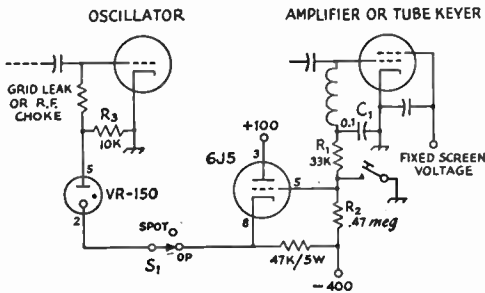 OSCILLATOR
AMPLIFIER OR TUBE KEYER
GRID LEAK
OR R.F.
CHOKE
R3
10K
5
VR-150
2
SPOT
S1
OP
+100
3
6J5
5
8
47K/5W
0.1
C1
R1
33K
R2
.47 meg
-400
FIXED SCREEN
VOLTAGE